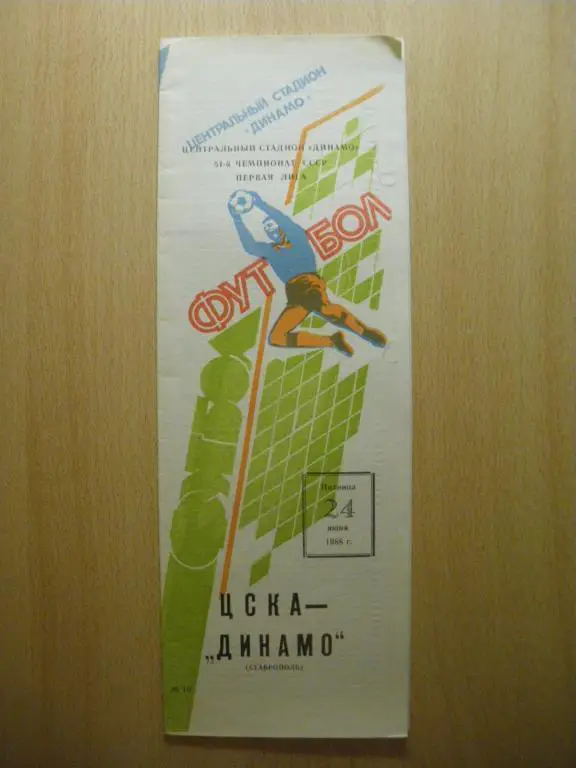 ЦЕНТРАЛЬНЫЙ СТАДИОН
"ДИНАМО"
ЦЕНТРАЛЬНЫЙ СТАДИОН «ДИНАМО»
51-й ЧЕМПИОНАТ СССР
ПЕРВАЯ ЛИГА
ФУТБОЛ
ФУТБОЛ
Пятница
24
июня
1988 г.
ЦСКА—
„ДИНАМО“
(СТАВРОПОЛЬ)